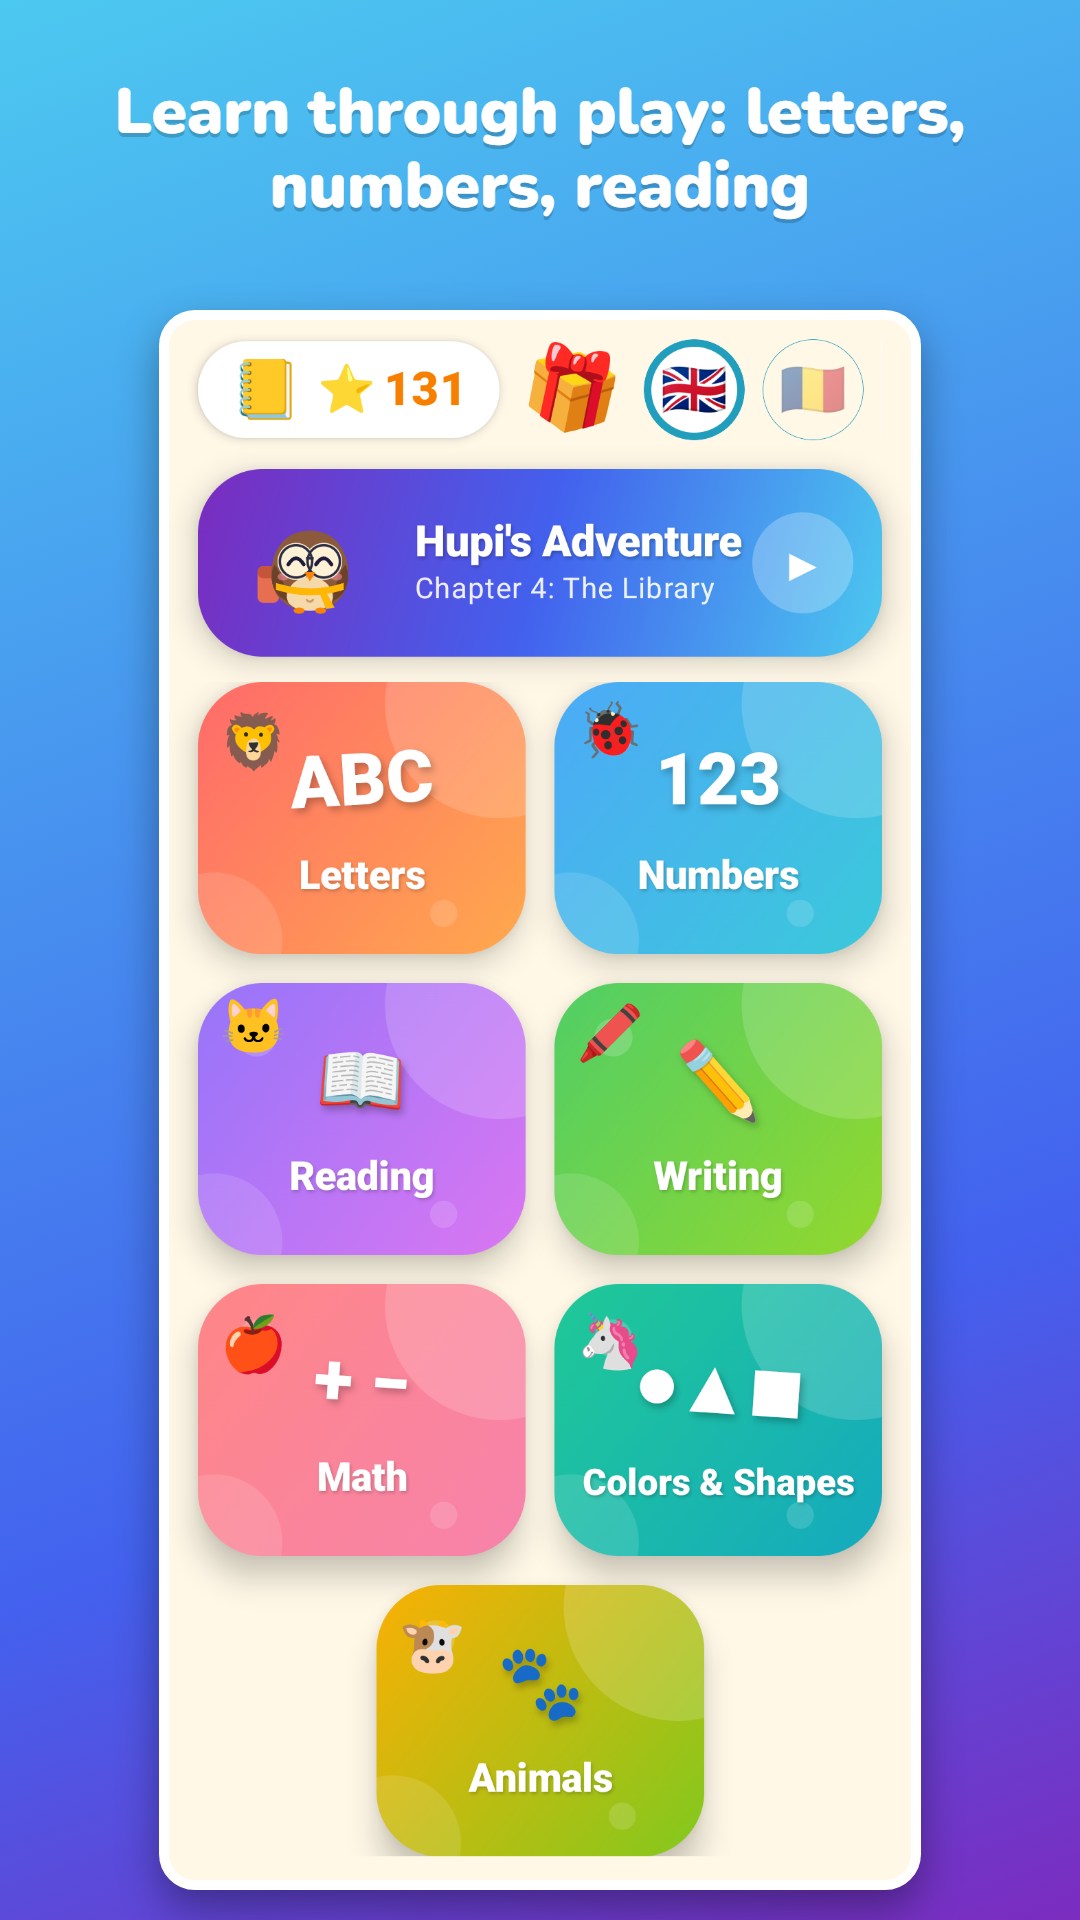 Learn through play: letters,
numbers, reading
131
Hupi's Adventure
Chapter 4: The Library
ABC
Letters
123
Numbers
Reading
Writing
+ −
Math
Colors & Shapes
Animals